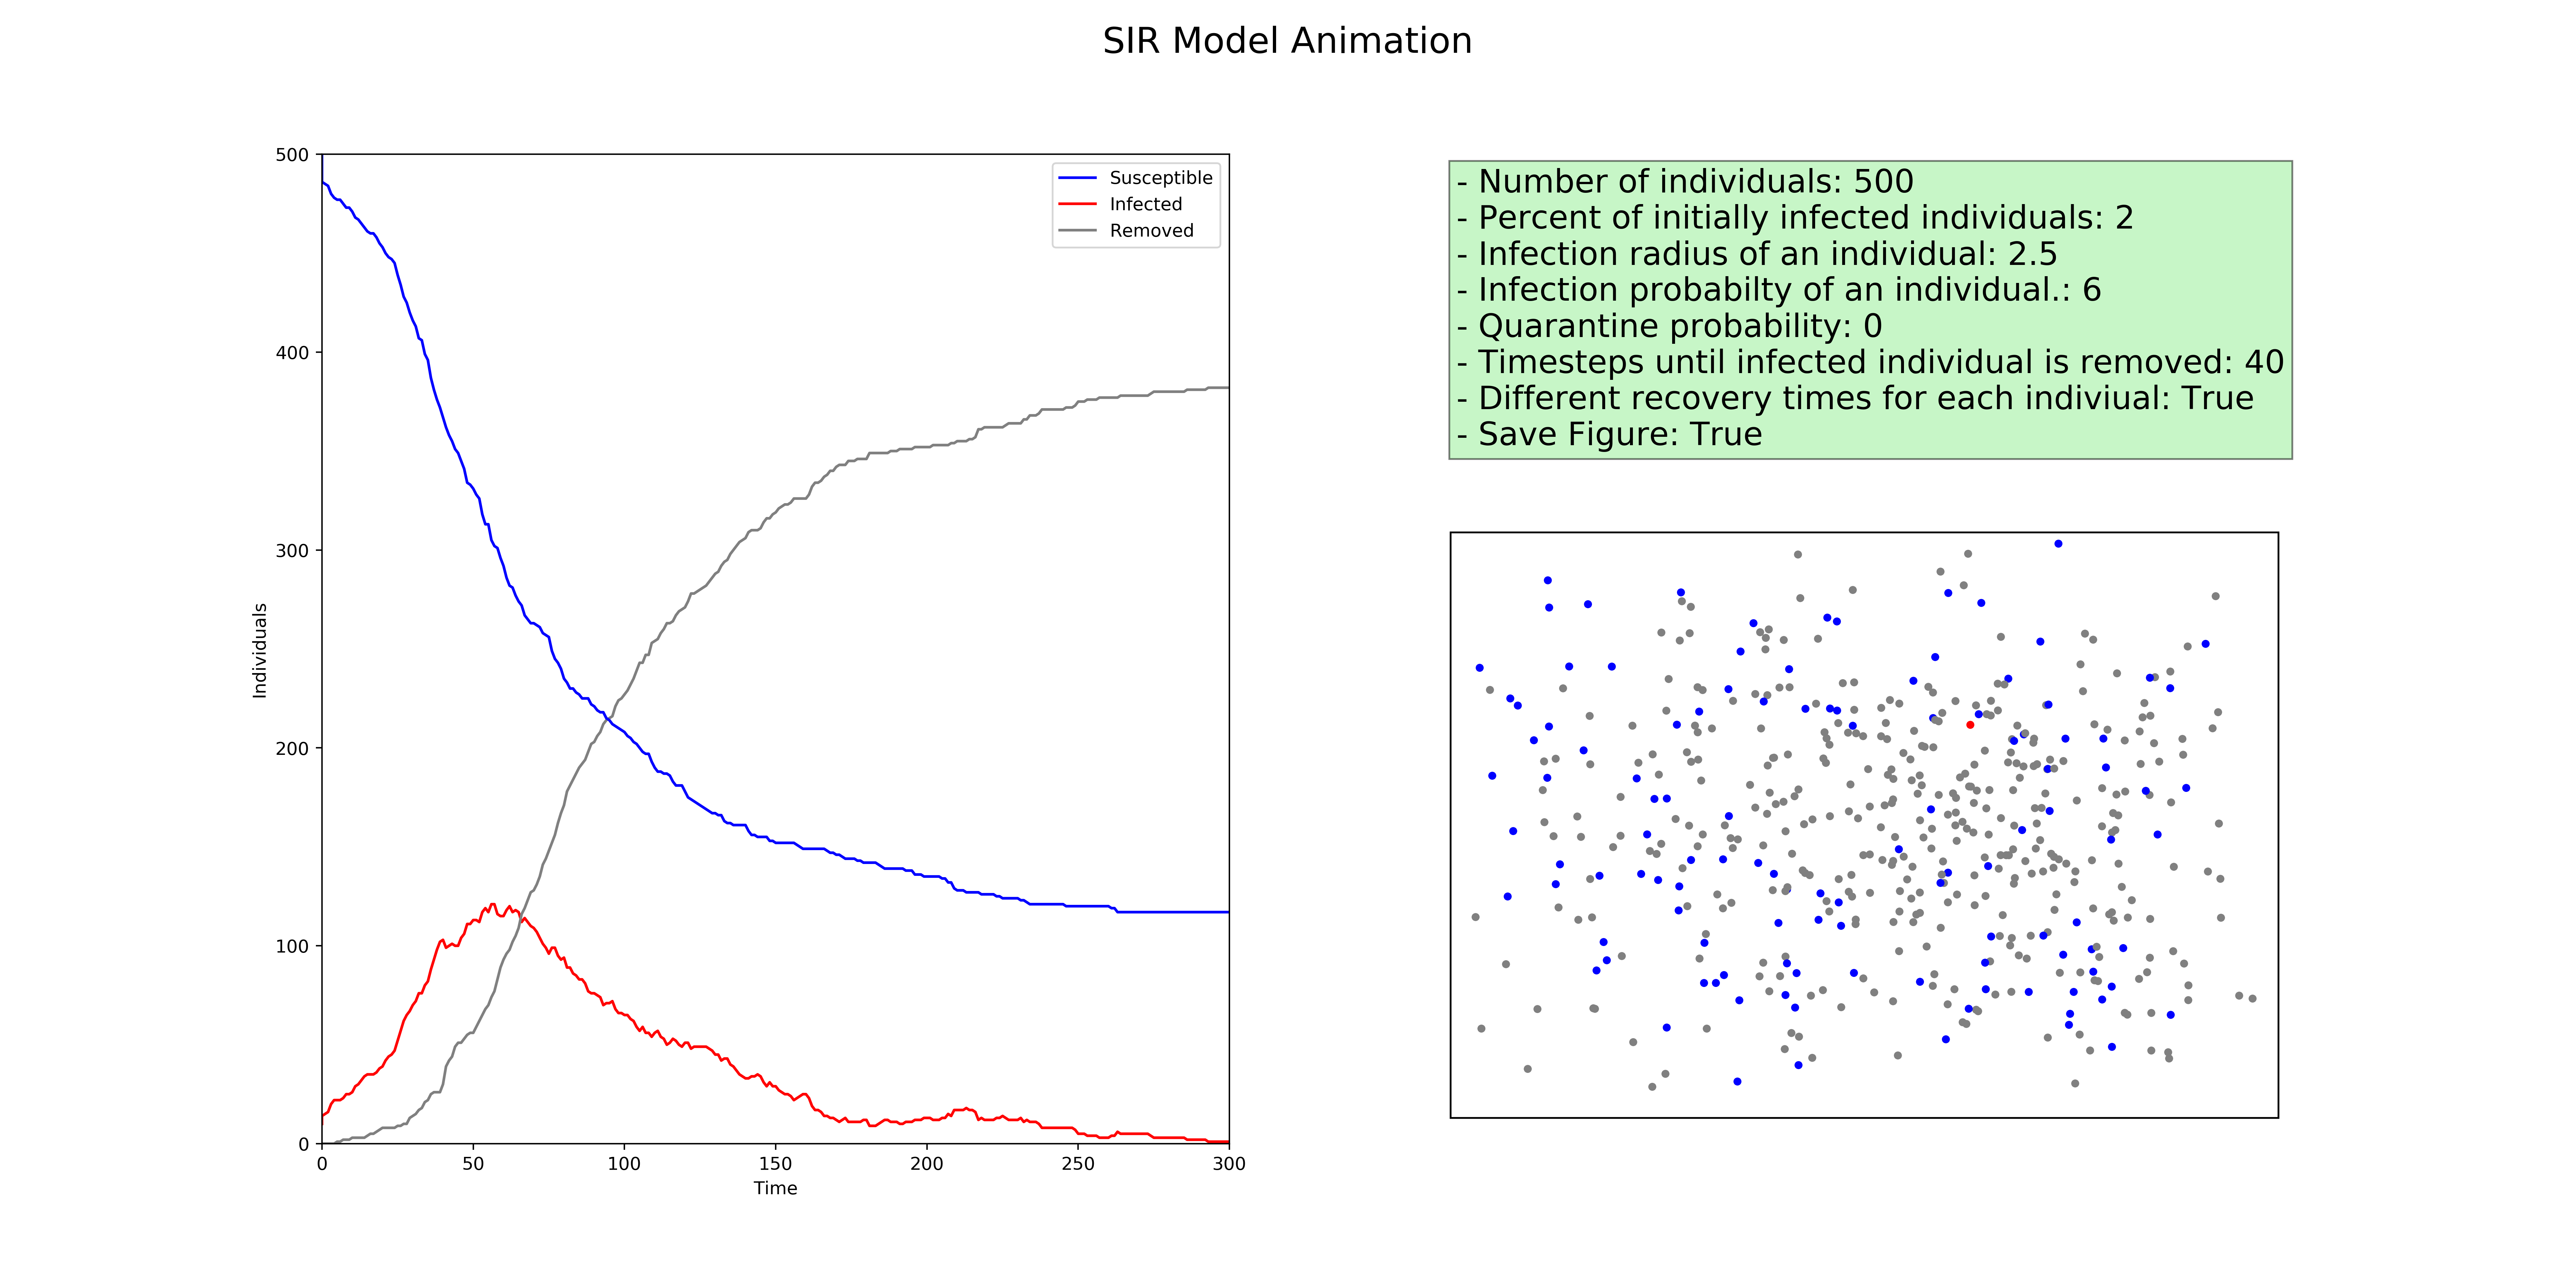 SIR Model Animation
500
400
300
200
100
0
Individuals
0 50 100 150 200 250 300
Time
Susceptible
Infected
Removed
- Number of individuals: 500
- Percent of initially infected individuals: 2
- Infection radius of an individual: 2.5
- Infection probabilty of an individual.: 6
- Quarantine probability: 0
- Timesteps until infected individual is removed: 40
- Different recovery times for each indiviual: True
- Save Figure: True